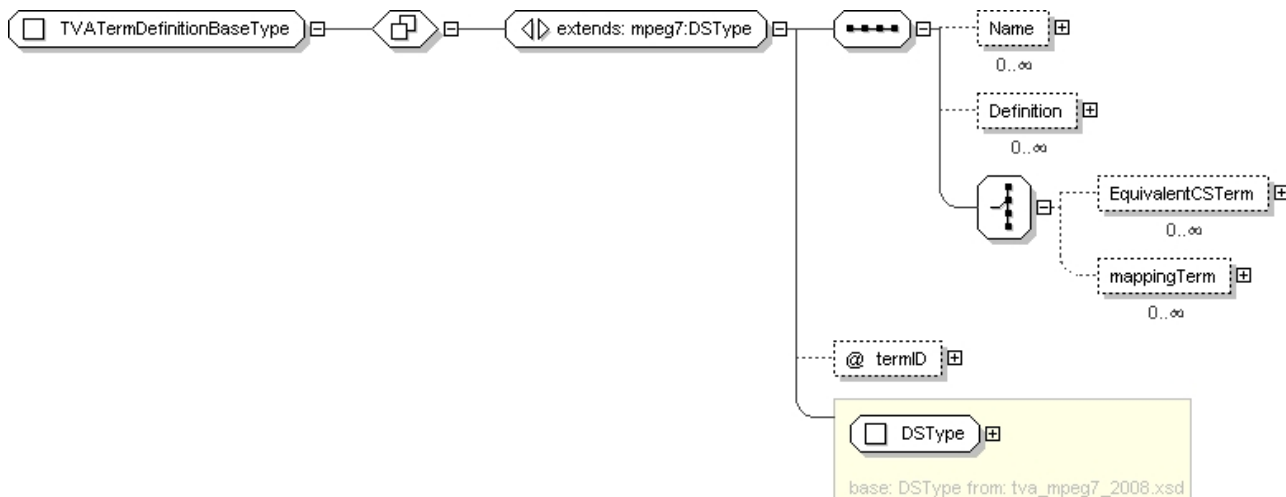 TVATermDefinitionBaseType
extends: mpeg7:DSType
Name
0..∞
Definition
0..∞
EquivalentCSTerm
0..∞
mappingTerm
0..∞
@ termID
DSType
base: DSType from: tva_mpeg7_2008.xsd